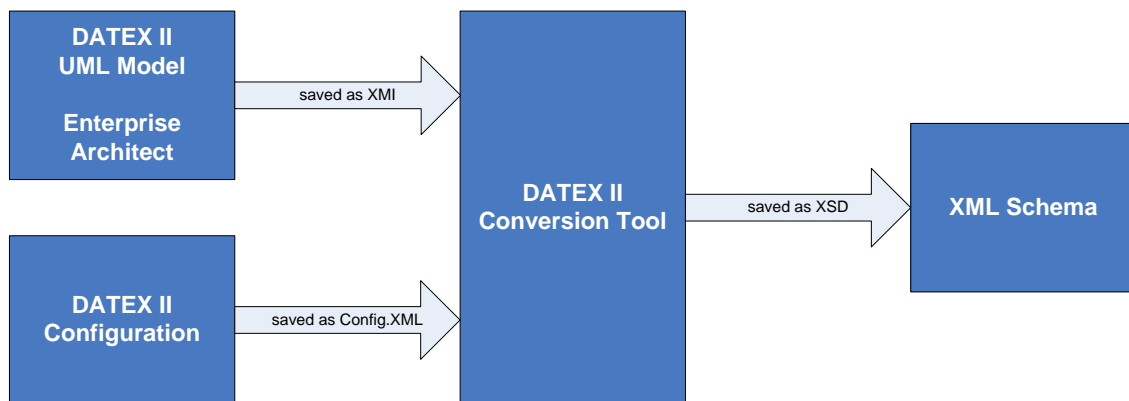 DATEX II
UML Model
Enterprise
Architect
saved as XMI
DATEX II
Configuration
saved as Config.XML
DATEX II
Conversion Tool
saved as XSD
XML Schema